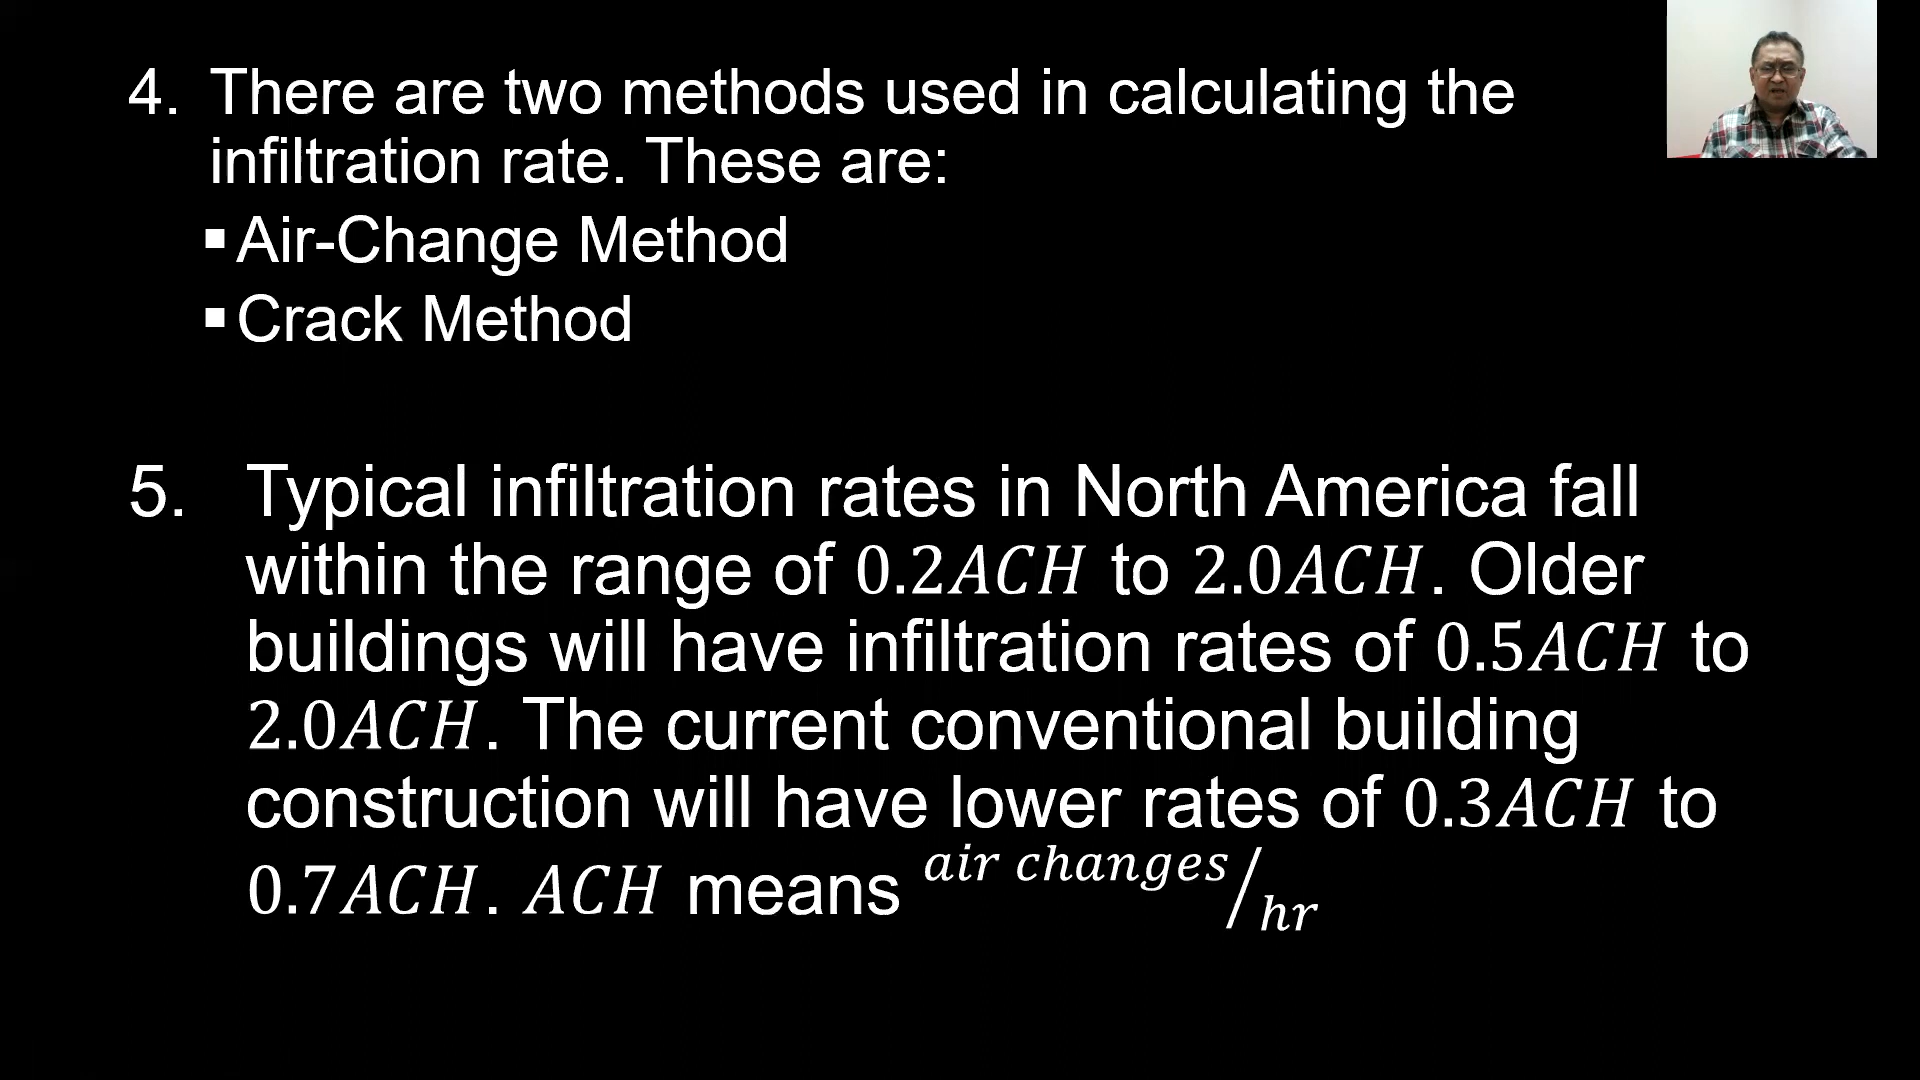 4. There are two methods used in calculating the
infiltration rate. These are:
▪ Air-Change Method
▪ Crack Method
5. Typical infiltration rates in North America fall
within the range of 0.2ACH to 2.0ACH. Older
buildings will have infiltration rates of 0.5ACH to
2.0ACH. The current conventional building
construction will have lower rates of 0.3ACH to
0.7ACH. ACH means air changes/hr